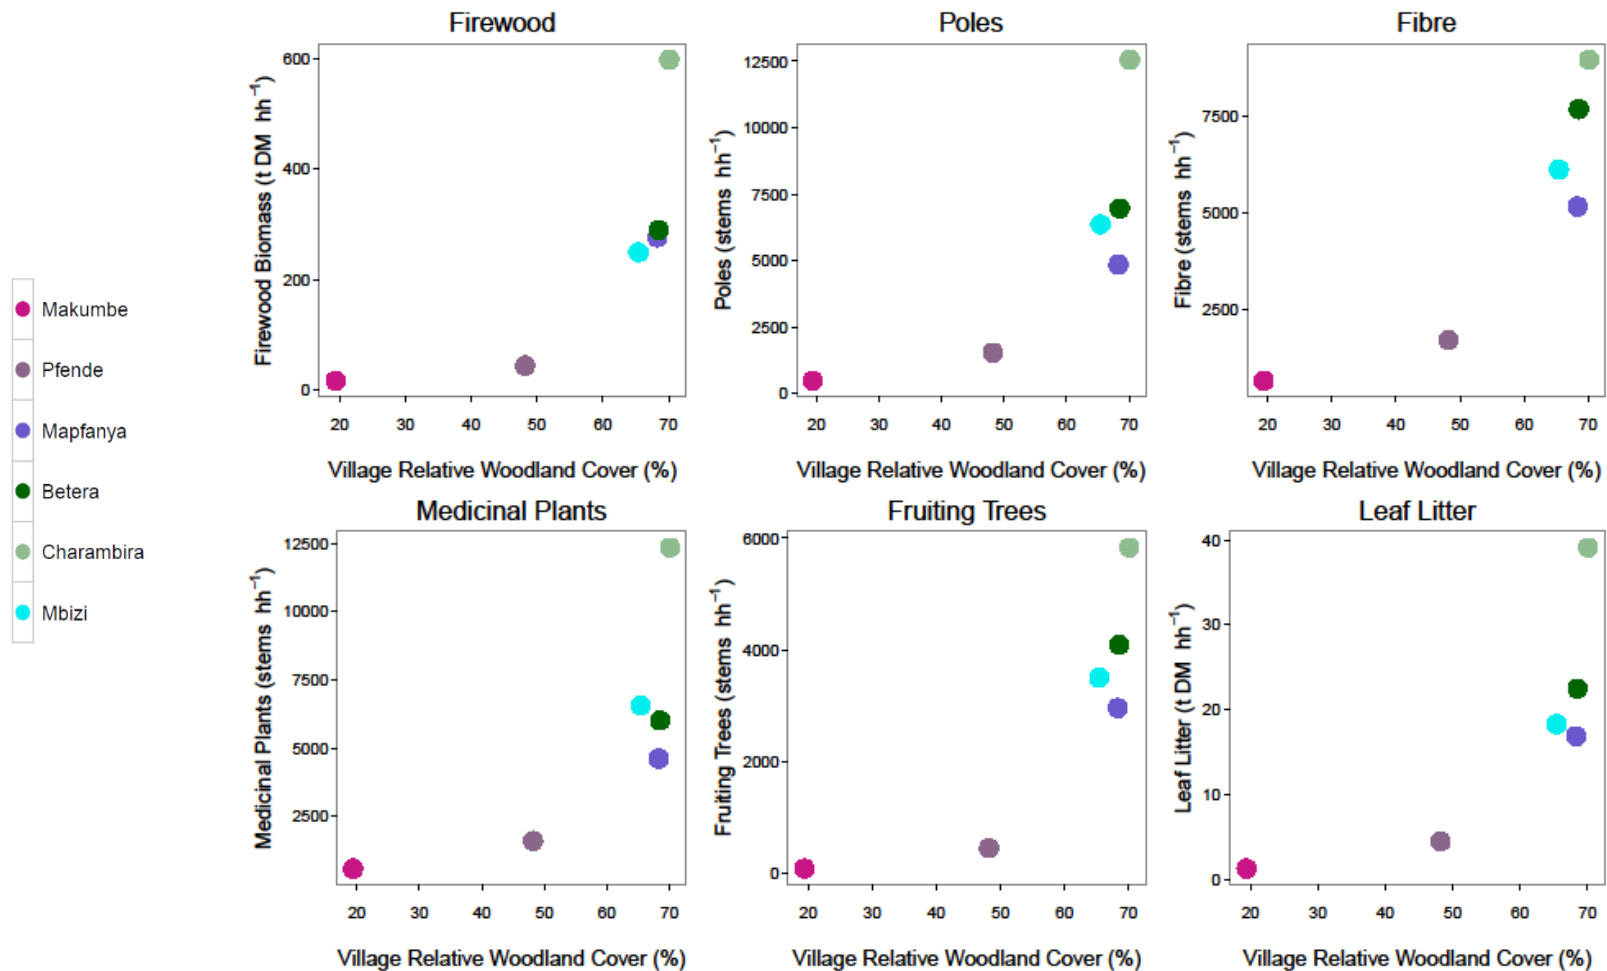 Makumbe
Pfende
Mapfanya
Betera
Charambira
Mbizi
Firewood
Firewood Biomass (t DM hh⁻¹)
600
400
200
0
20 30 40 50 60 70
Village Relative Woodland Cover (%)
Poles
Poles (stems hh⁻¹)
12500
10000
7500
5000
2500
0
20 30 40 50 60 70
Fibre
Fibre (stems hh⁻¹)
7500
5000
2500
20 30 40 50 60 70
Village Relative Woodland Cover (%)
Village Relative Woodland Cover (%)
Medicinal Plants
Medicinal Plants (stems hh⁻¹)
12500
10000
7500
5000
2500
20 30 40 50 60 70
Village Relative Woodland Cover (%)
Fruiting Trees
Fruiting Trees (stems hh⁻¹)
6000
4000
2000
0
20 30 40 50 60 70
Village Relative Woodland Cover (%)
Leaf Litter
Leaf Litter (t DM hh⁻¹)
40
30
20
10
0
20 30 40 50 60 70
Village Relative Woodland Cover (%)